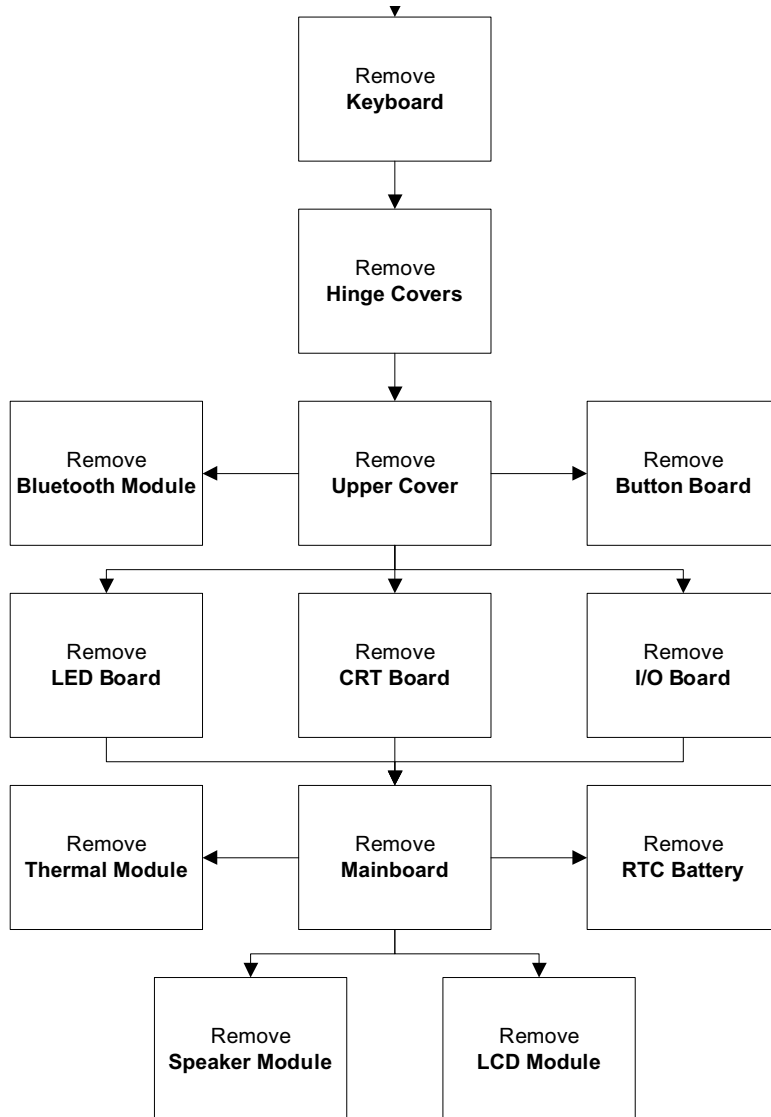 Remove
Keyboard
Remove
Hinge Covers
Remove
Bluetooth Module
Remove
Upper Cover
Remove
Button Board
Remove
LED Board
Remove
CRT Board
Remove
I/O Board
Remove
Thermal Module
Remove
Mainboard
Remove
RTC Battery
Remove
Speaker Module
Remove
LCD Module